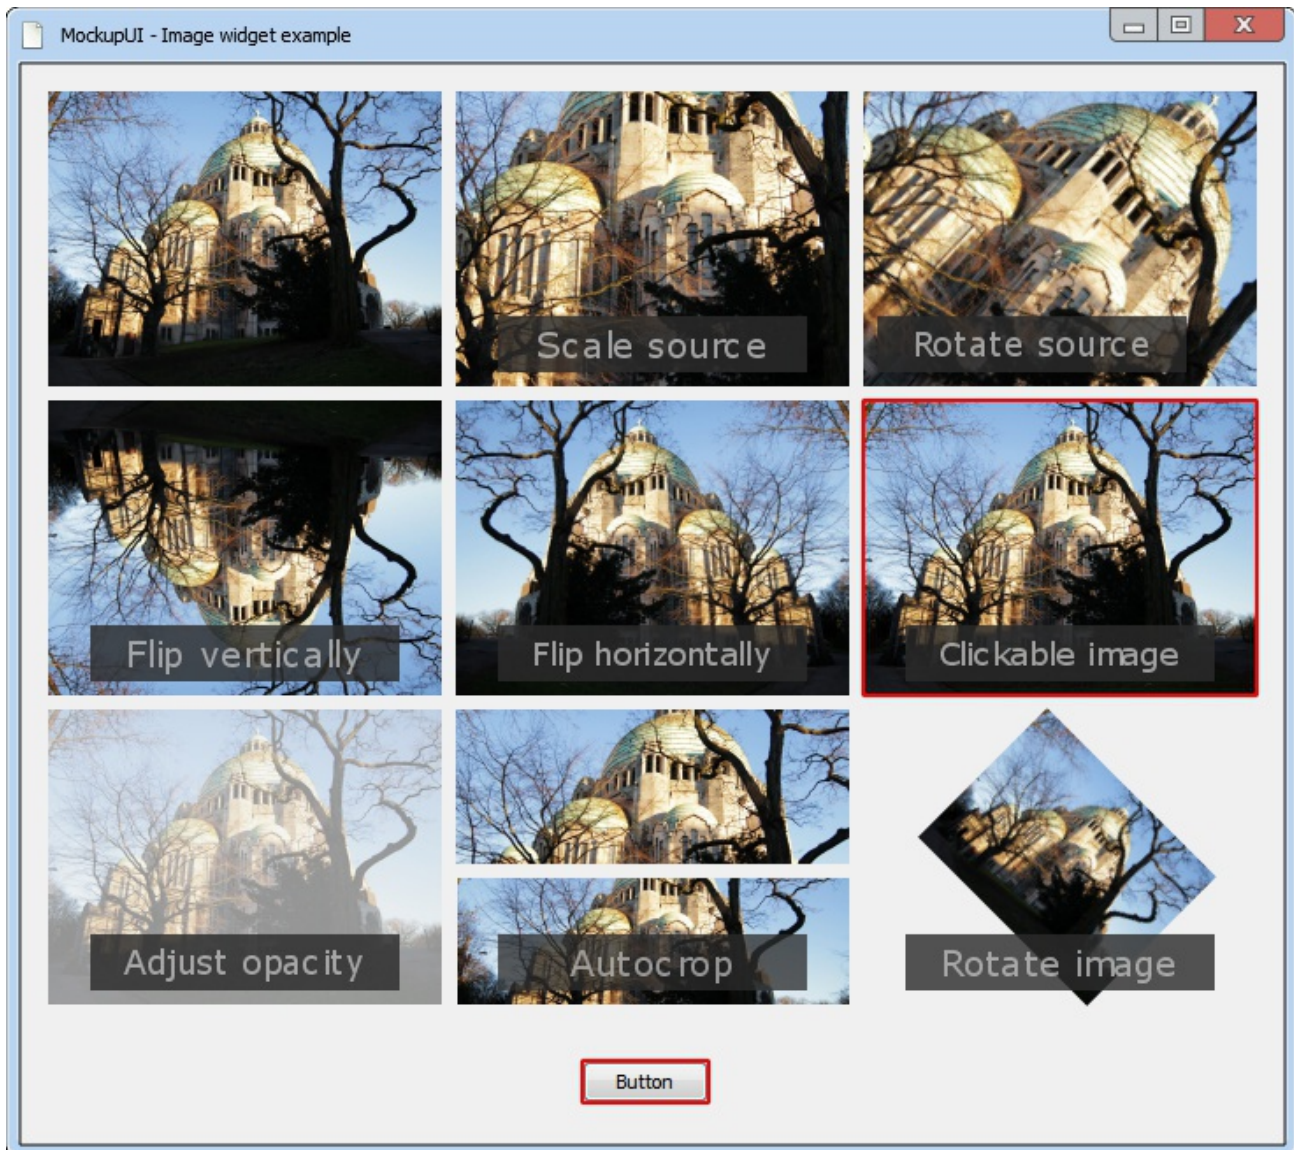 MockupUI - Image widget example
Scale source
Rotate source
Flip vertically
Flip horizontally
Clickable image
Adjust opacity
Autocrop
Rotate image
Button